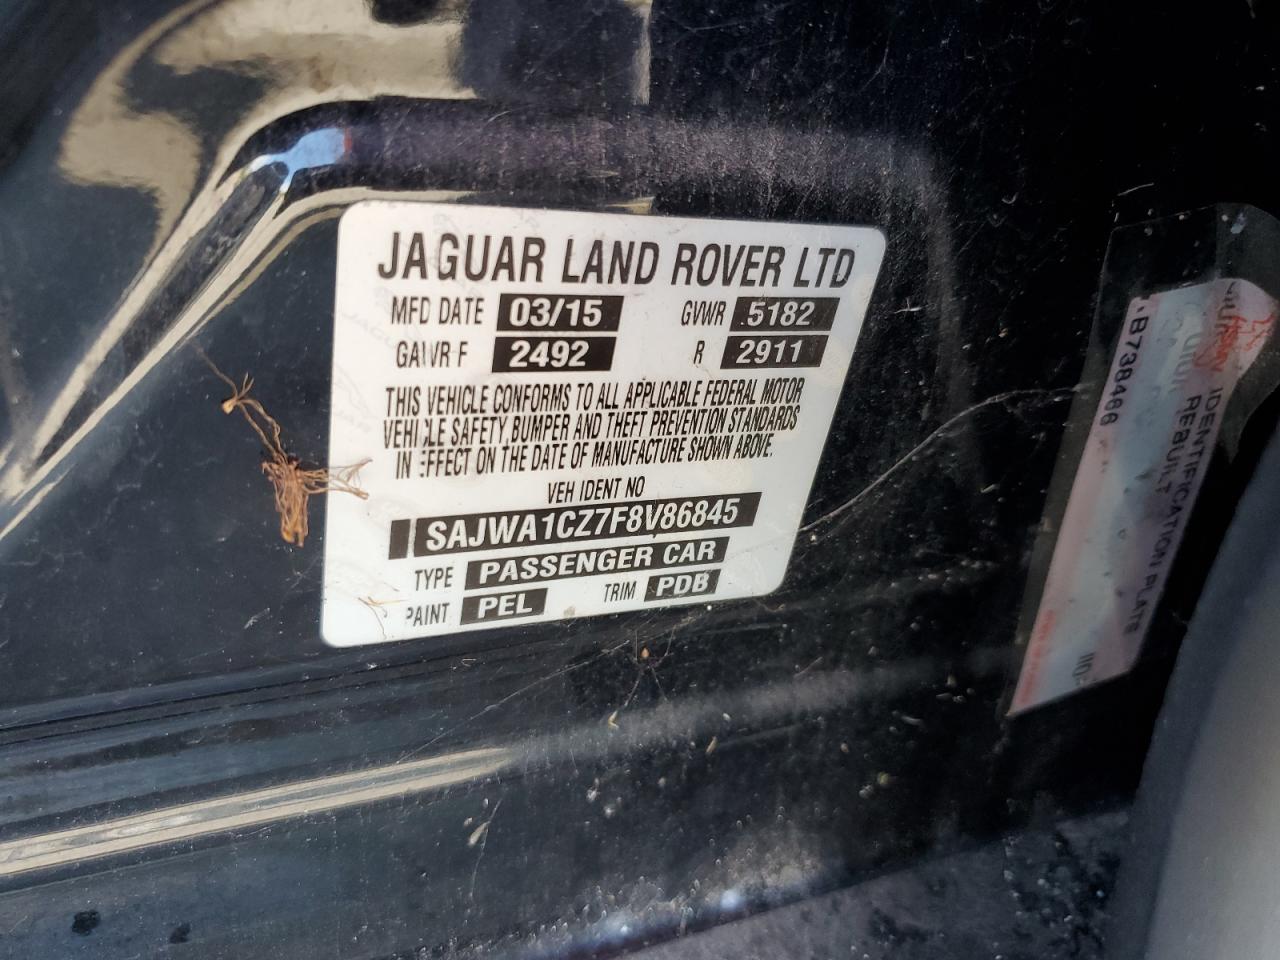 JAGUAR LAND ROVER LTD
MFD DATE 03/15 GVWR 5182
GAWR F 2492 R 2911
THIS VEHICLE CONFORMS TO ALL APPLICABLE FEDERAL MOTOR
VEHICLE SAFETY, BUMPER AND THEFT PREVENTION STANDARDS
IN EFFECT ON THE DATE OF MANUFACTURE SHOWN ABOVE.
VEH IDENT NO
SAJWA1CZ7F8V86845
TYPE PASSENGER CAR
PAINT PEL TRIM PDB
IDENTIFICATION PLATE
REBUILT
B738466